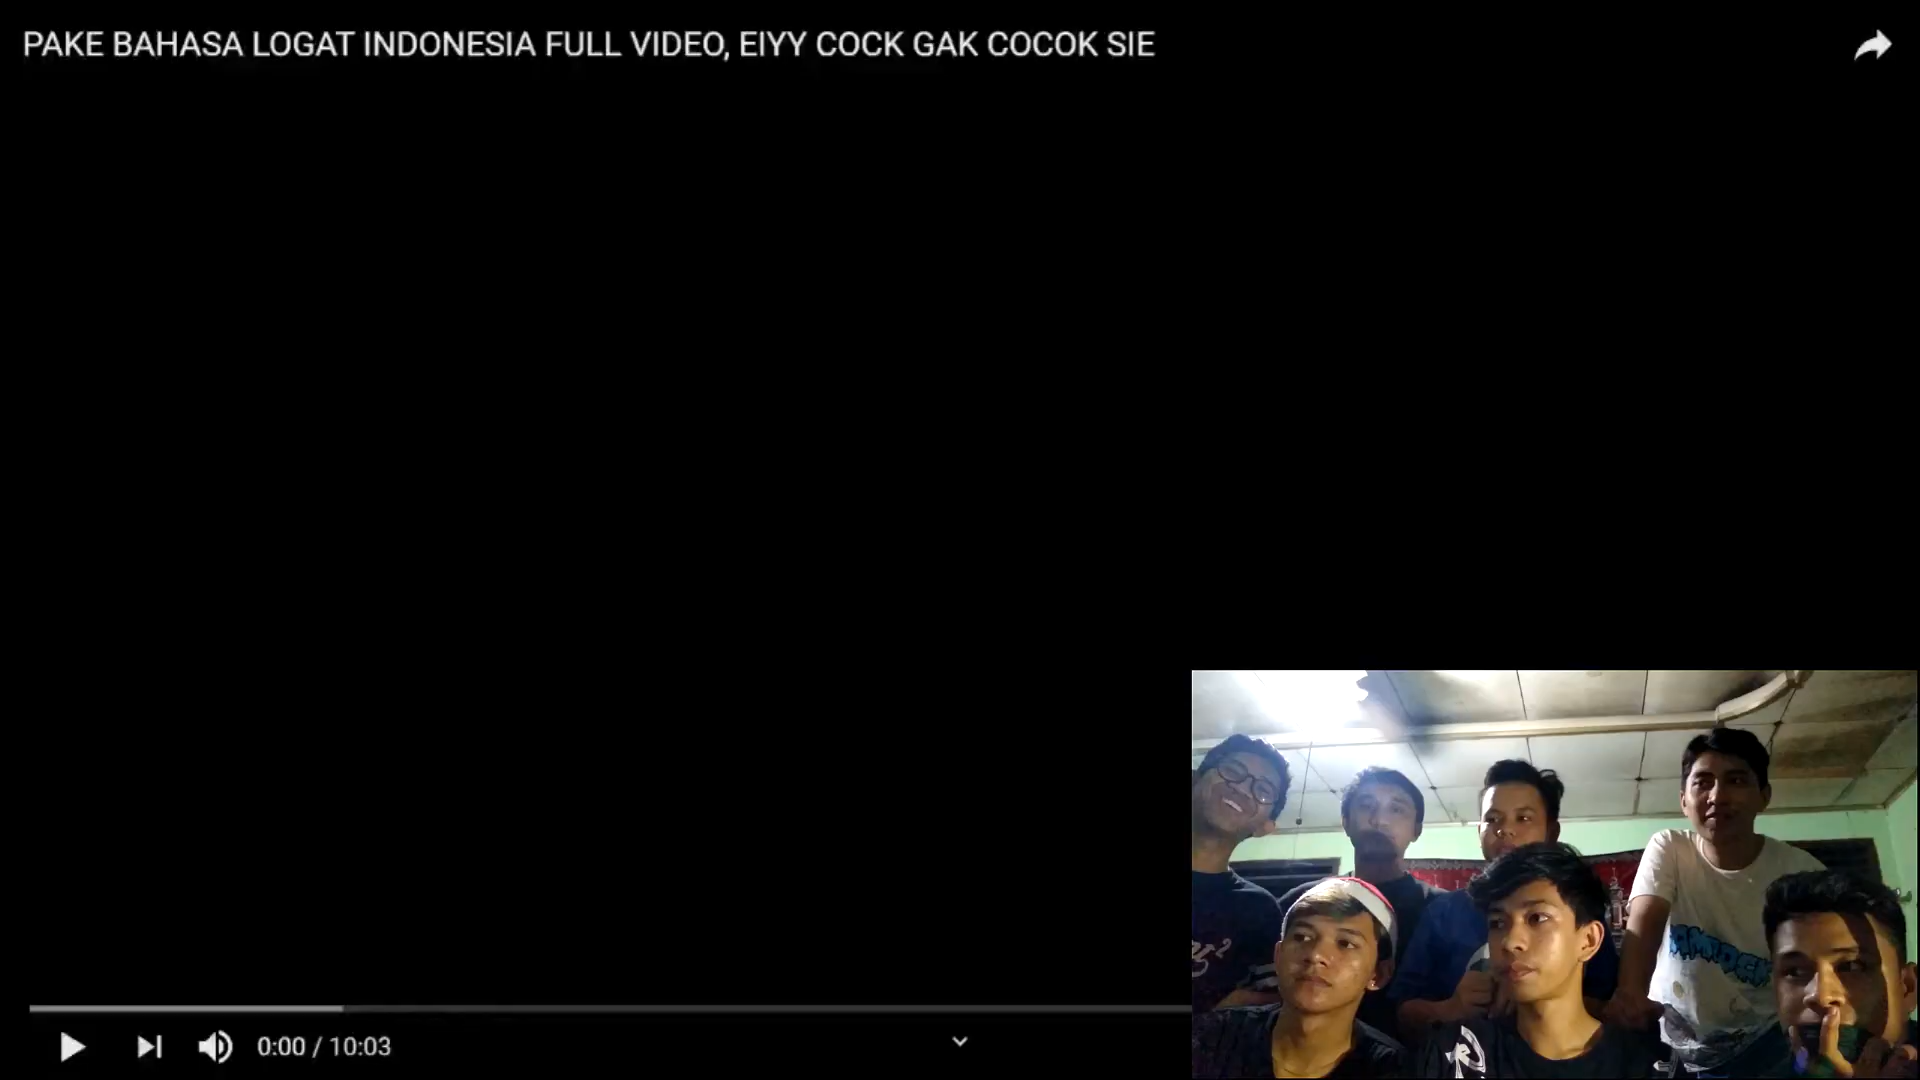 PAKE BAHASA LOGAT INDONESIA FULL VIDEO, EIYY COCK GAK COCOK SIE
0:00 / 10:03